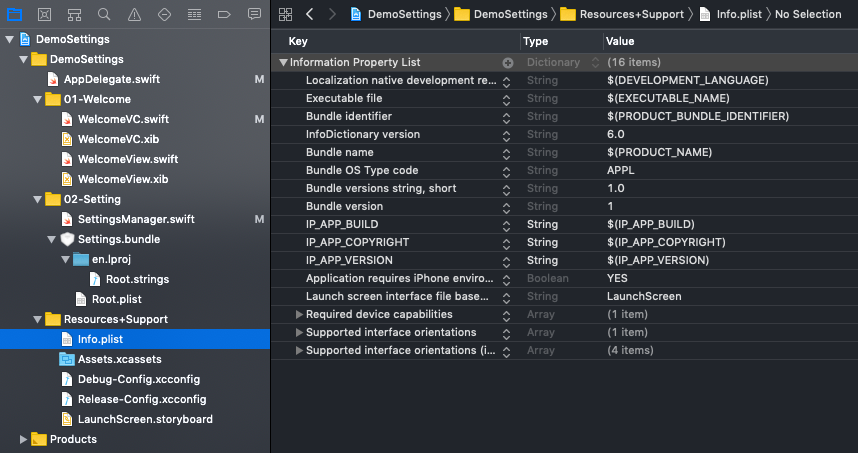 DemoSettings
DemoSettings
AppDelegate.swift M
01-Welcome
WelcomeVC.swift M
WelcomeVC.xib
WelcomeView.swift
WelcomeView.xib
02-Setting
SettingsManager.swift M
Settings.bundle
en.lproj
Root.strings
Root.plist
Resources+Support
Info.plist
Assets.xcassets
Debug-Config.xcconfig
Release-Config.xcconfig
LaunchScreen.storyboard
Products
DemoSettings DemoSettings Resources+Support Info.plist No Selection
Key Type Value
Information Property List Dictionary (16 items)
Localization native development re... String $(DEVELOPMENT_LANGUAGE)
Executable file String $(EXECUTABLE_NAME)
Bundle identifier String $(PRODUCT_BUNDLE_IDENTIFIER)
InfoDictionary version String 6.0
Bundle name String $(PRODUCT_NAME)
Bundle OS Type code String APPL
Bundle versions string, short String 1.0
Bundle version String 1
IP_APP_BUILD String $(IP_APP_BUILD)
IP_APP_COPYRIGHT String $(IP_APP_COPYRIGHT)
IP_APP_VERSION String $(IP_APP_VERSION)
Application requires iPhone enviro... Boolean YES
Launch screen interface file base... String LaunchScreen
Required device capabilities Array (1 item)
Supported interface orientations Array (1 item)
Supported interface orientations (i... Array (4 items)